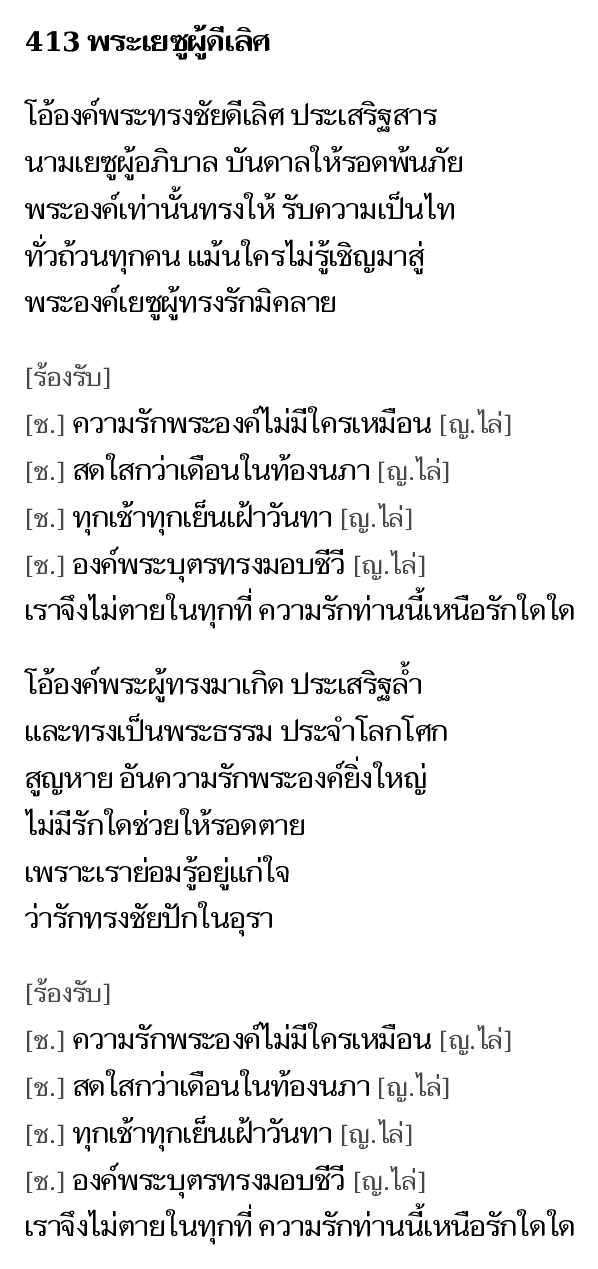 413 พระเยซูผู้ดีเลิศ
โอ้องค์พระทรงชัยดีเลิศ ประเสริฐสาร
นามเยซูผู้อภิบาล บันดาลให้รอดพ้นภัย
พระองค์เท่านั้นทรงให้ รับความเป็นไท
ทั่วถ้วนทุกคน แม้นใครไม่รู้เชิญมาสู่
พระองค์เยซูผู้ทรงรักมิคลาย
[ร้องรับ]
[ช.] ความรักพระองค์ไม่มีใครเหมือน [ญ.ไล่]
[ช.] สดใสกว่าเดือนในท้องนภา [ญ.ไล่]
[ช.] ทุกเช้าทุกเย็นเฝ้าวันทา [ญ.ไล่]
[ช.] องค์พระบุตรทรงมอบชีวี [ญ.ไล่]
เราจึงไม่ตายในทุกที่ ความรักท่านนี้เหนือรักใดใด
โอ้องค์พระผู้ทรงมาเกิด ประเสริฐล้ำ
และทรงเป็นพระธรรม ประจำโลกโศก
สูญหาย อันความรักพระองค์ยิ่งใหญ่
ไม่มีรักใดช่วยให้รอดตาย
เพราะเราย่อมรู้อยู่แก่ใจ
ว่ารักทรงชัยปักในอุรา
[ร้องรับ]
[ช.] ความรักพระองค์ไม่มีใครเหมือน [ญ.ไล่]
[ช.] สดใสกว่าเดือนในท้องนภา [ญ.ไล่]
[ช.] ทุกเช้าทุกเย็นเฝ้าวันทา [ญ.ไล่]
[ช.] องค์พระบุตรทรงมอบชีวี [ญ.ไล่]
เราจึงไม่ตายในทุกที่ ความรักท่านนี้เหนือรักใดใด